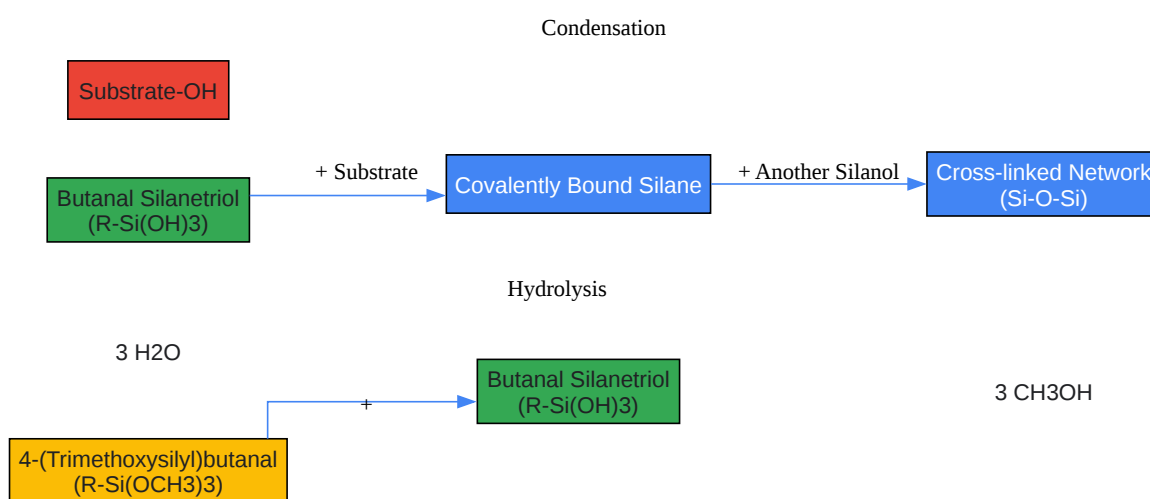 Condensation
Substrate-OH
+ Substrate
+ Another Silanol
Butanal Silanetriol
(R-Si(OH)3)
Covalently Bound Silane
Cross-linked Network
(Si-O-Si)
Hydrolysis
3 H2O
Butanal Silanetriol
(R-Si(OH)3)
3 CH3OH
+
4-(Trimethoxysilyl)butanal
(R-Si(OCH3)3)